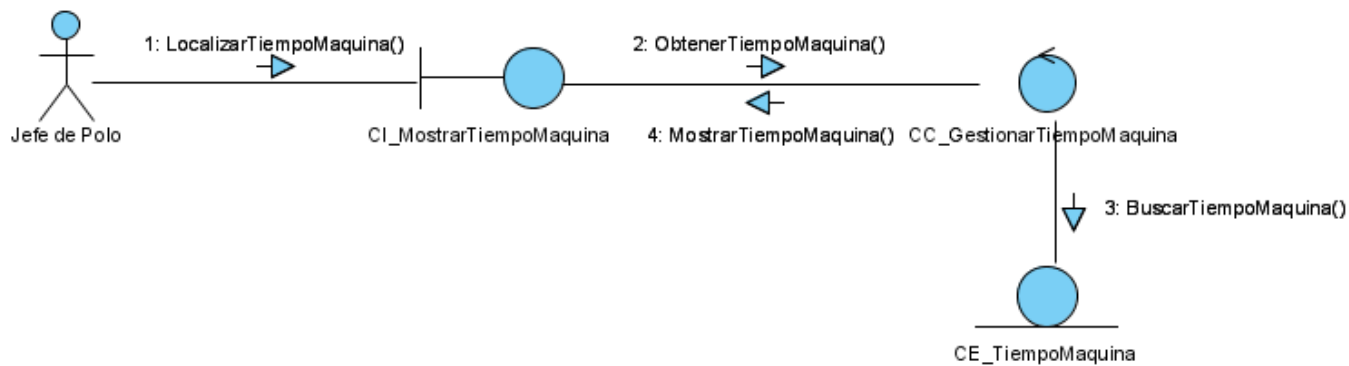 1: LocalizarTiempoMaquina()
2: ObtenerTiempoMaquina()
Jefe de Polo
CI_MostrarTiempoMaquina
4: MostrarTiempoMaquina()
CC_GestionarTiempoMaquina
3: BuscarTiempoMaquina()
CE_TiempoMaquina